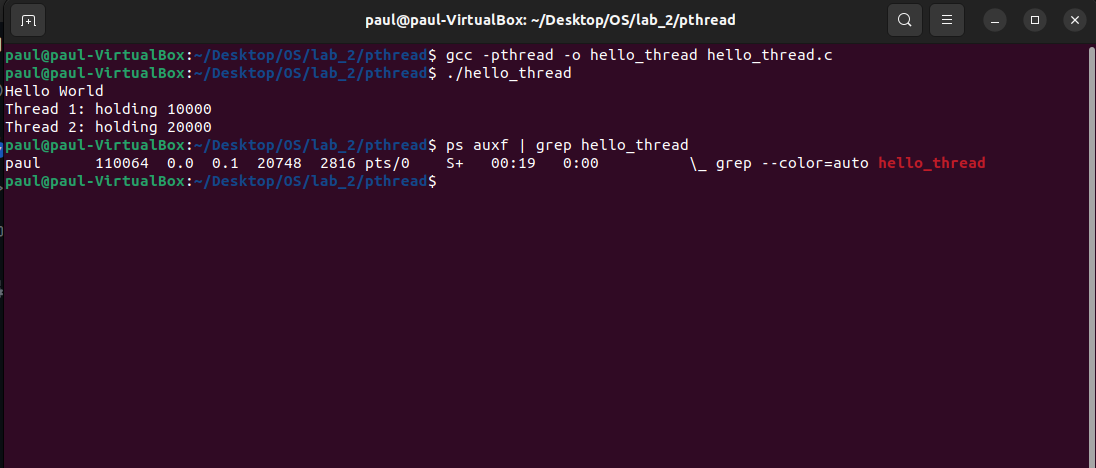 paul@paul-VirtualBox: ~/Desktop/OS/lab_2/pthread
paul@paul-VirtualBox:~/Desktop/OS/lab_2/pthread$ gcc -pthread -o hello_thread hello_thread.c
paul@paul-VirtualBox:~/Desktop/OS/lab_2/pthread$ ./hello_thread
Hello World
Thread 1: holding 10000
Thread 2: holding 20000
paul@paul-VirtualBox:~/Desktop/OS/lab_2/pthread$ ps auxf | grep hello_thread
paul      110064  0.0  0.1  20748  2816 pts/0    S+   00:19   0:00          \_ grep --color=auto hello_thread
paul@paul-VirtualBox:~/Desktop/OS/lab_2/pthread$